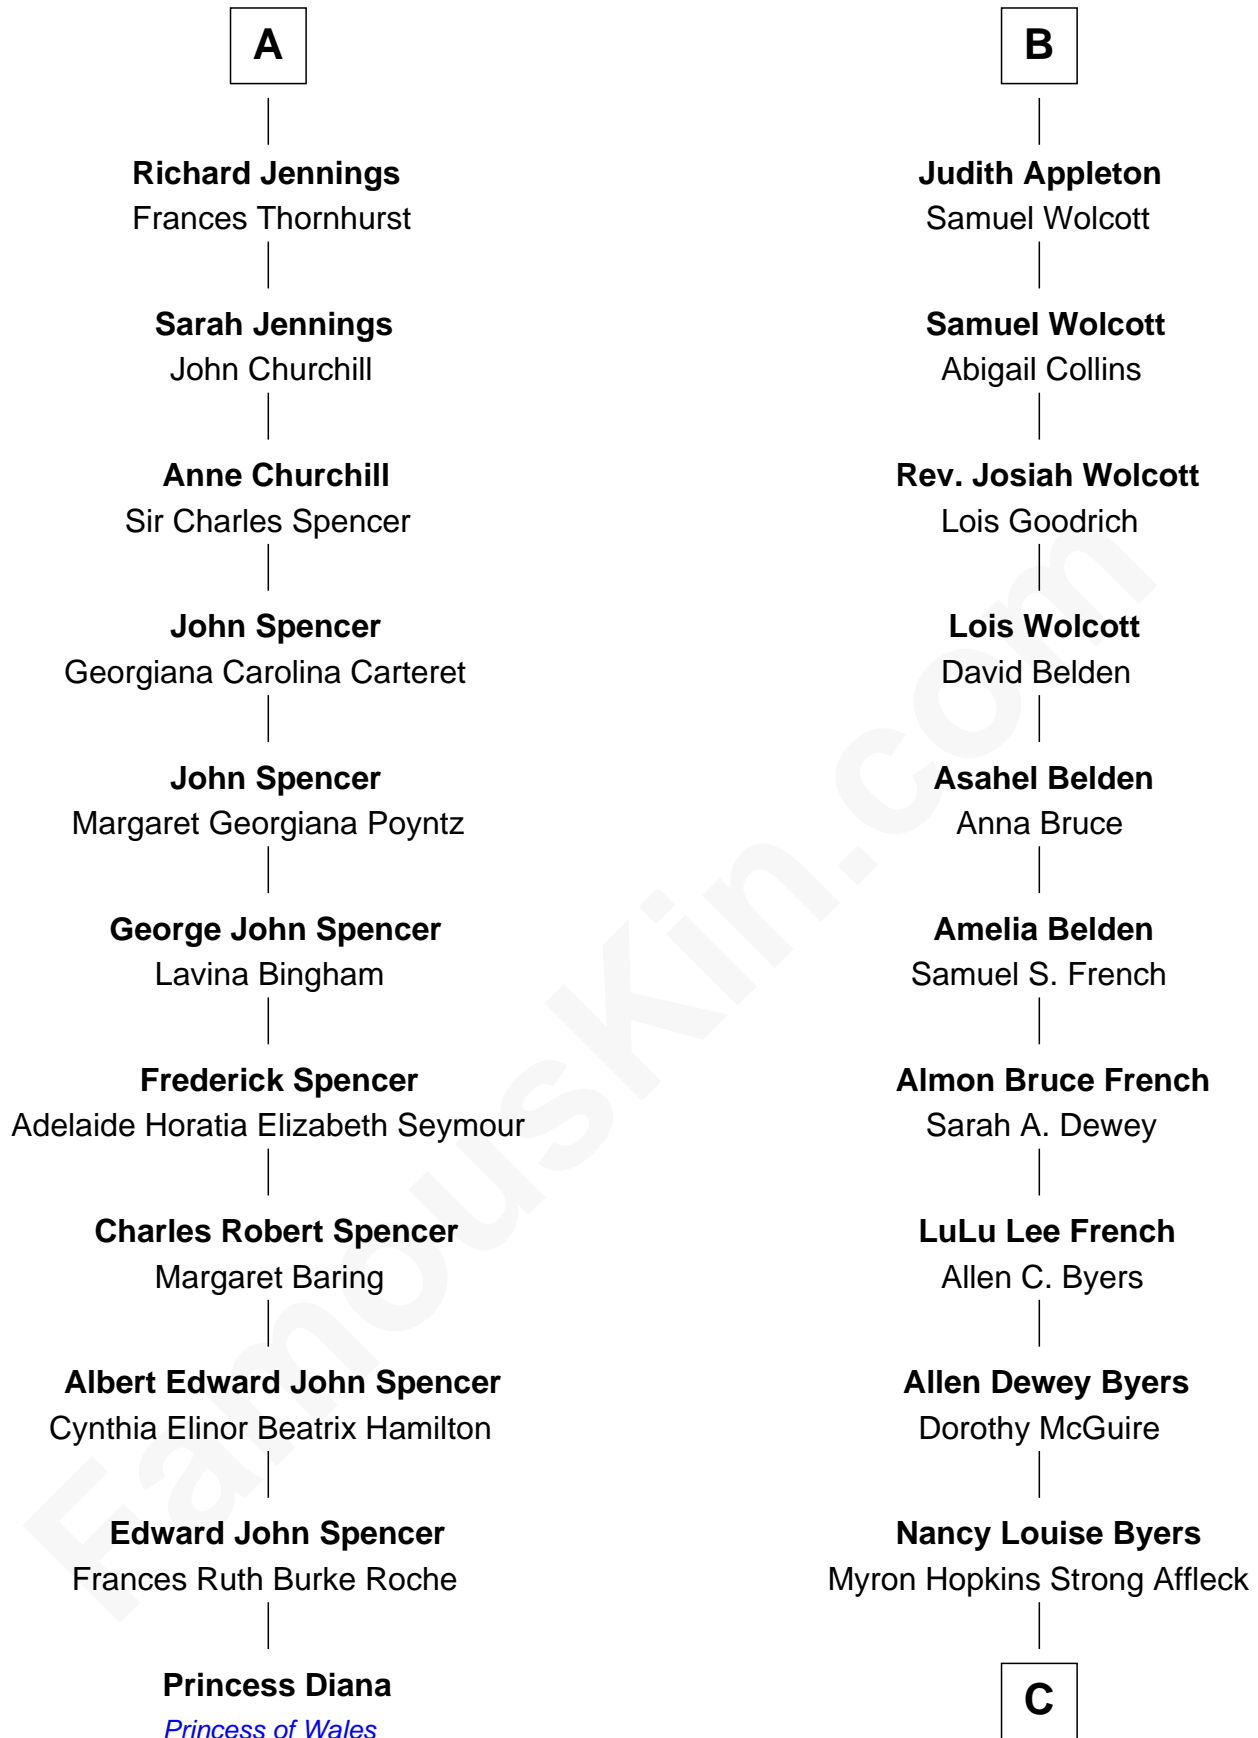 A
Richard Jennings
Frances Thornhurst
Sarah Jennings
John Churchill
Anne Churchill
Sir Charles Spencer
John Spencer
Georgiana Carolina Carteret
John Spencer
Margaret Georgiana Poyntz
George John Spencer
Lavina Bingham
Frederick Spencer
Adelaide Horatia Elizabeth Seymour
Charles Robert Spencer
Margaret Baring
Albert Edward John Spencer
Cynthia Elinor Beatrix Hamilton
Edward John Spencer
Frances Ruth Burke Roche
Princess Diana
Princess of Wales
B
Judith Appleton
Samuel Wolcott
Samuel Wolcott
Abigail Collins
Rev. Josiah Wolcott
Lois Goodrich
Lois Wolcott
David Belden
Asahel Belden
Anna Bruce
Amelia Belden
Samuel S. French
Almon Bruce French
Sarah A. Dewey
LuLu Lee French
Allen C. Byers
Allen Dewey Byers
Dorothy McGuire
Nancy Louise Byers
Myron Hopkins Strong Affleck
C
FamousKin.com